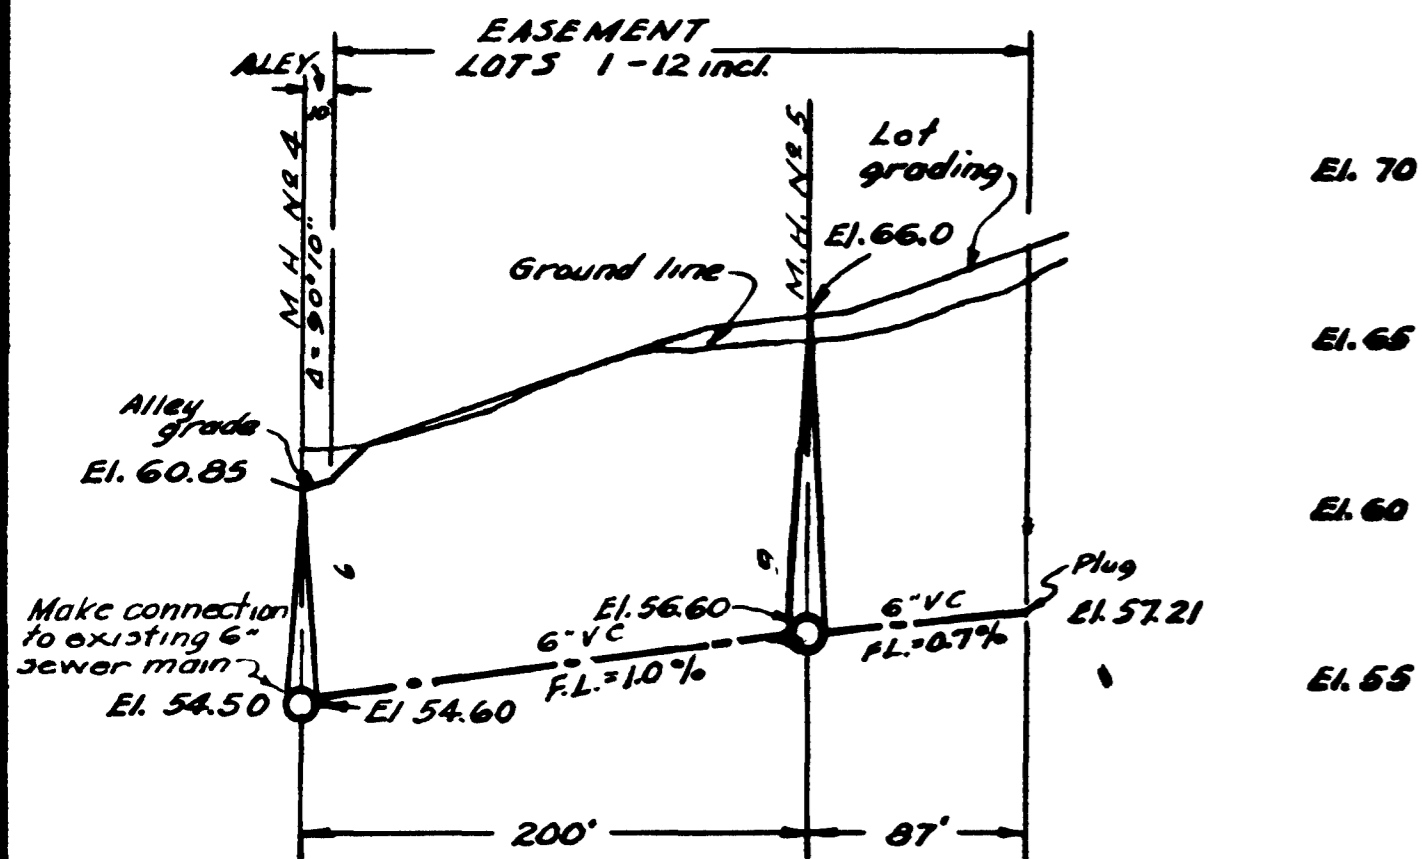 EASEMENT
LOTS 1-12 incl.
ALEY
10'
M H Nº 4
Δ = 90°10"
M. H. Nº 5
Lot
grading
El. 70
El. 66.0
Ground line
El. 65
Alley
grade
El. 60.85
El. 60
Plug
El. 57.21
Make connection
to existing 6"
sewer main
El. 54.50
El 54.60
6" VC
F.L.=1.0%
El. 56.60
6" VC
F.L.=0.7%
El. 55
200'
87'